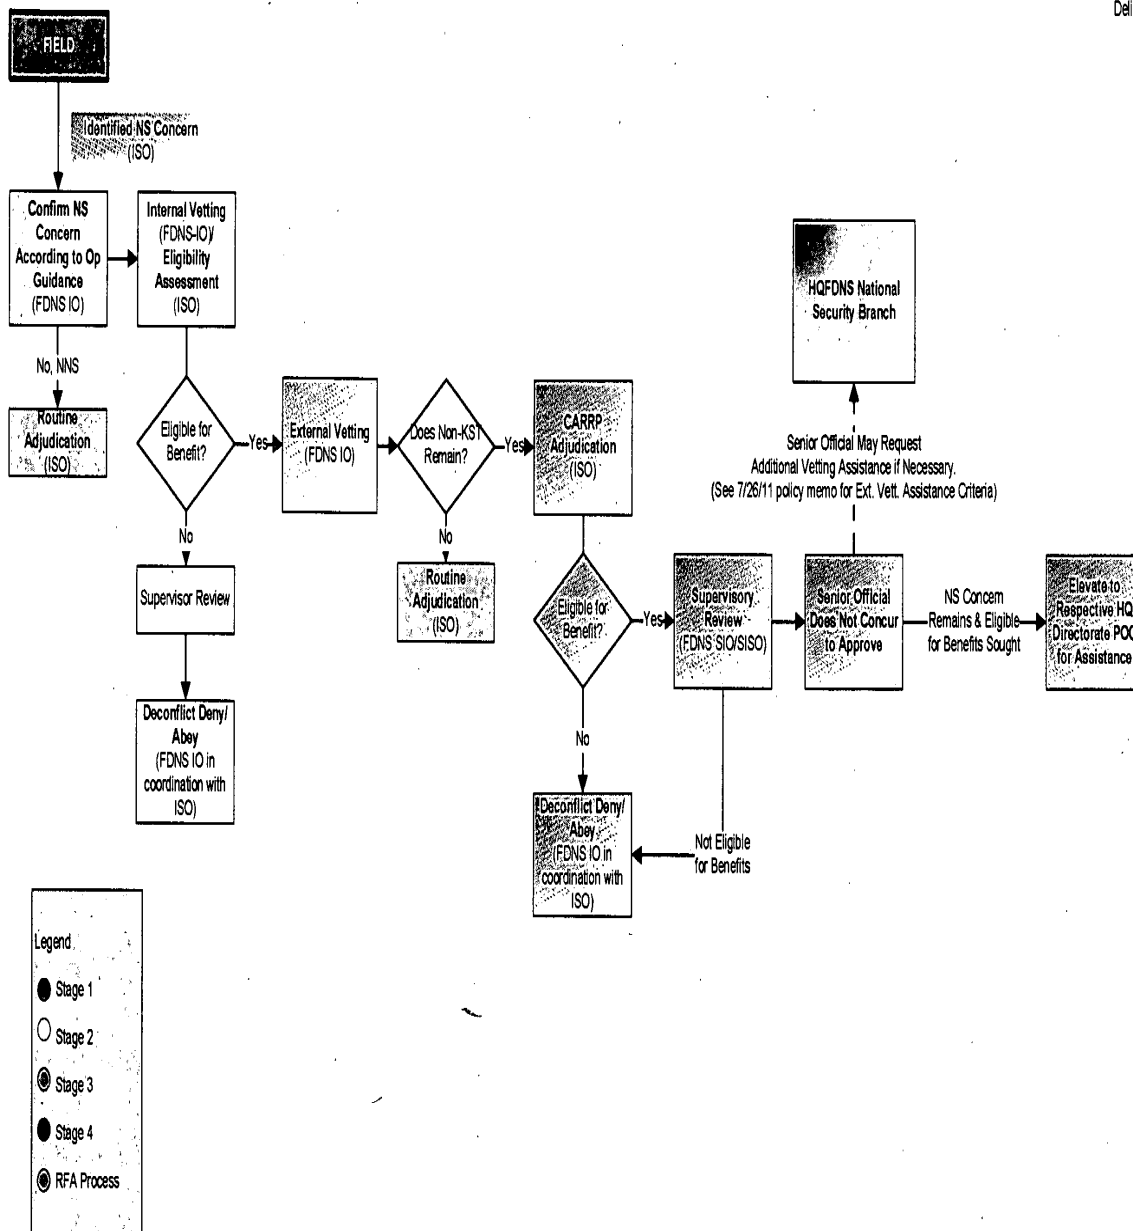 Deli
FIELD
Identified NS Concern
(ISO)
Confirm NS
Concern
According to Op
Guidance
(FDNS IO)
Internal Vetting
(FDNS-IO)/
Eligibility
Assessment
(ISO)
No, NNS
Routine
Adjudication
(ISO)
Eligible for
Benefit?
Yes
External Vetting
(FDNS IO)
Does Non-KST
Remain?
Yes
CARRP
Adjudication
(ISO)
HQFDNS National
Security Branch
Senior Official May Request
Additional Vetting Assistance if Necessary.
(See 7/26/11 policy memo for Ext. Vett. Assistance Criteria)
No
Supervisor Review
Deconflict Deny/
Abey
(FDNS IO in
coordination with
ISO)
No
Routine
Adjudication
(ISO)
Eligible for
Benefit?
Yes
Supervisory
Review
(FDNS SIO/SISO)
Senior Official
Does Not Concur
to Approve
NS Concern
Remains & Eligible
for Benefits Sought
Elevate to
Respective HQ
Directorate POC
for Assistance
No
Deconflict Deny/
Abey
(FDNS IO in
coordination with
ISO)
Not Eligible
for Benefits
Legend
Stage 1
Stage 2
Stage 3
Stage 4
RFA Process